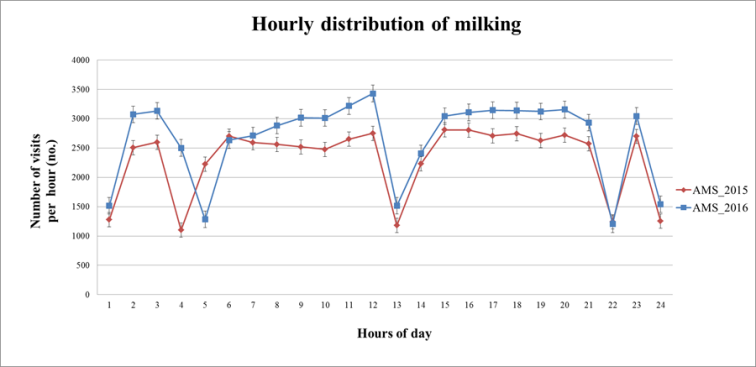 Hourly distribution of milking
Number of visits
per hour (no.)
4000
3500
3000
2500
2000
1500
1000
500
0
1 2 3 4 5 6 7 8 9 10 11 12 13 14 15 16 17 18 19 20 21 22 23 24
Hours of day
AMS_2015
AMS_2016